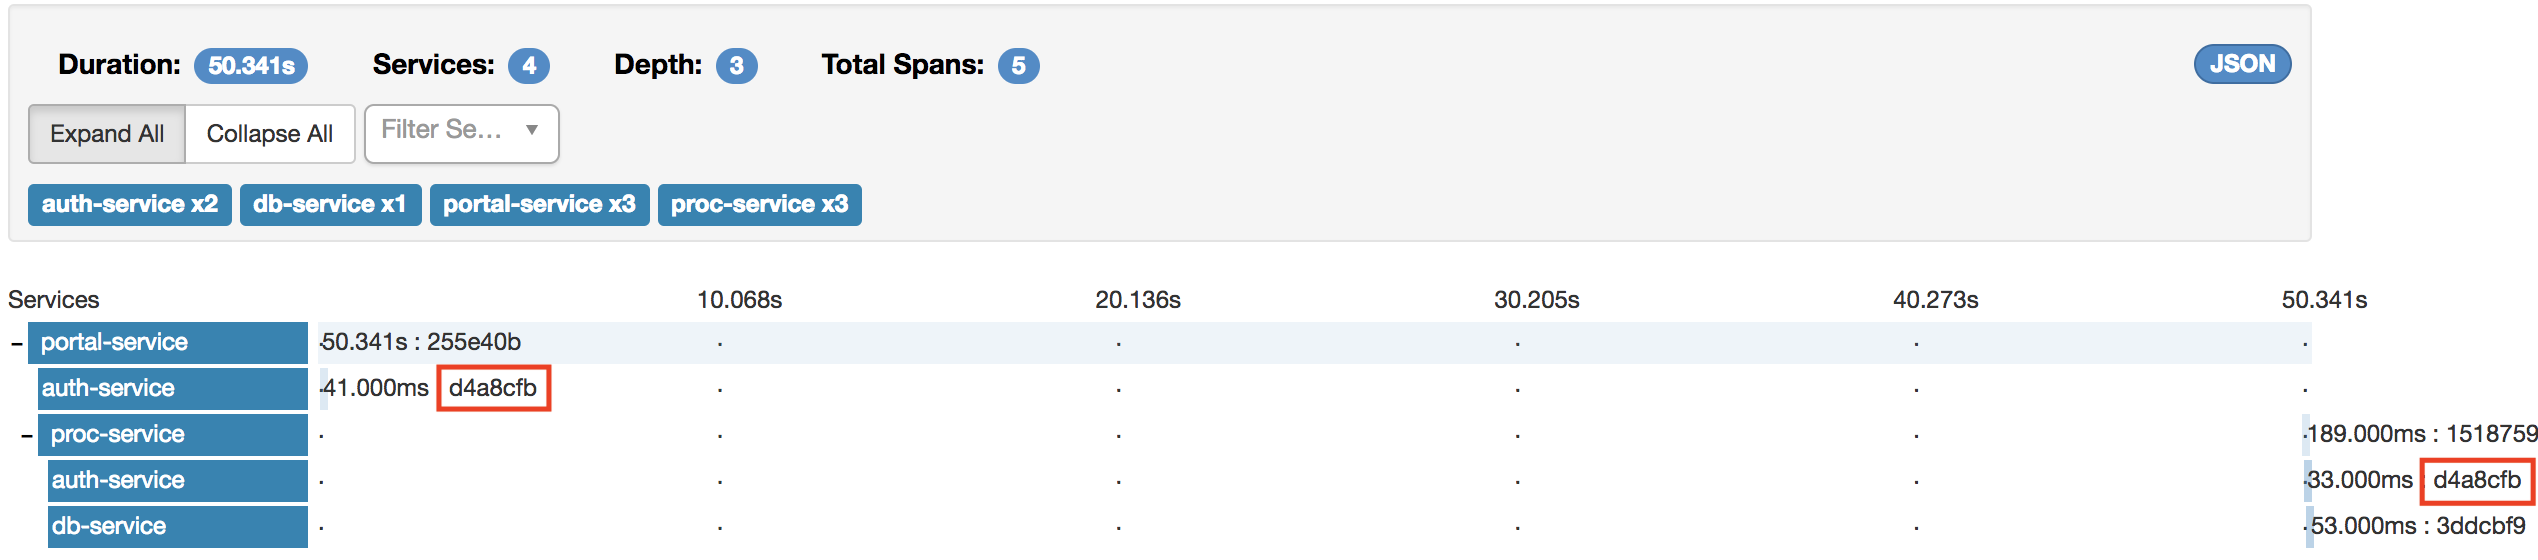 Duration: 50.341s Services: 4 Depth: 3 Total Spans: 5 JSON
Expand All Collapse All Filter Se... ▼
auth-service x2 db-service x1 portal-service x3 proc-service x3
Services 10.068s 20.136s 30.205s 40.273s 50.341s
- portal-service 50.341s : 255e40b
auth-service 41.000ms d4a8cfb
- proc-service 189.000ms : 1518759
auth-service 33.000ms : d4a8cfb
db-service 53.000ms : 3ddcbf9